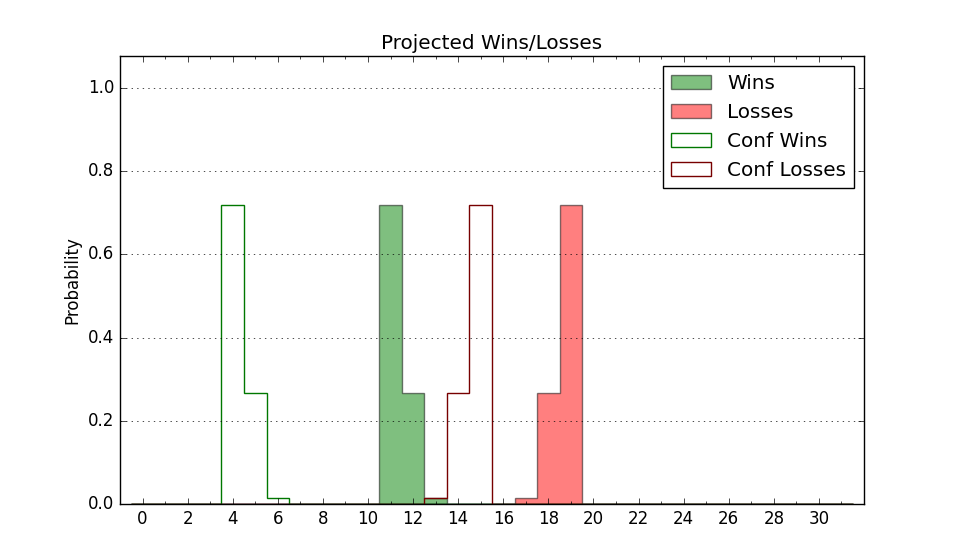 Projected Wins/Losses
Wins
Losses
Conf Wins
Conf Losses
Probability
1.0
0.8
0.6
0.4
0.2
0.0
0 2 4 6 8 10 12 14 16 18 20 22 24 26 28 30